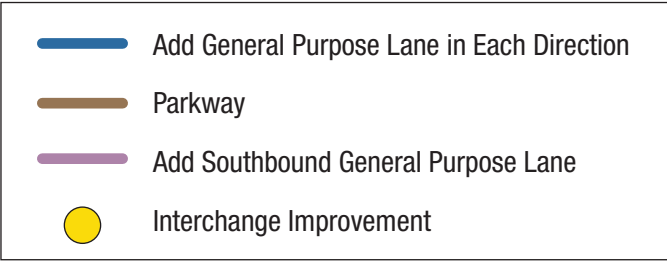 Add General Purpose Lane in Each Direction
Parkway
Add Southbound General Purpose Lane
Interchange Improvement